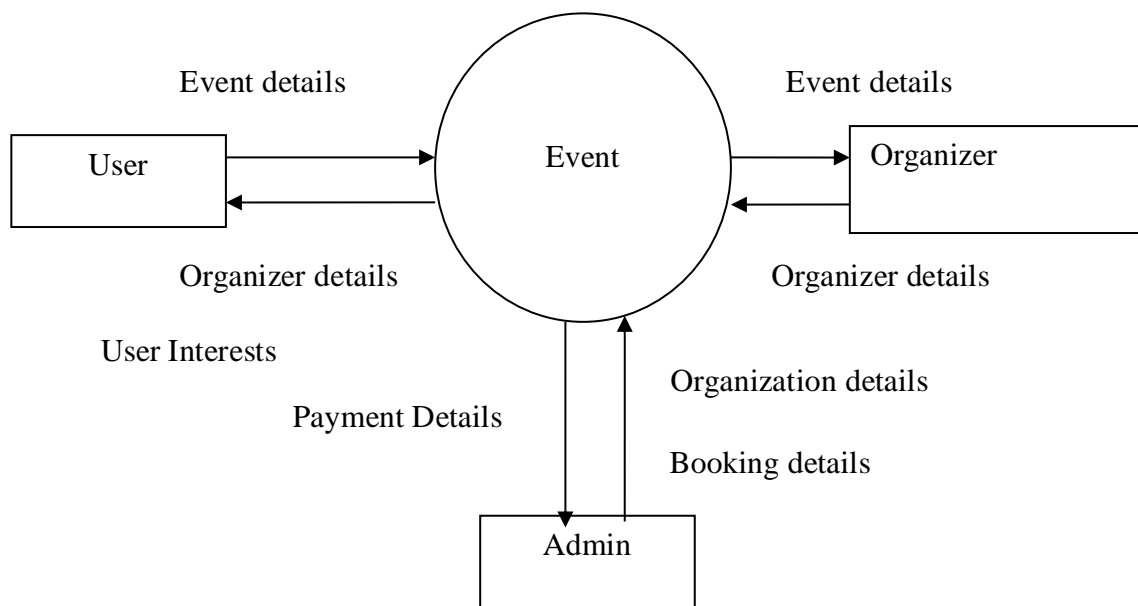 Event details
Event details
User
Event
Organizer
Organizer details
Organizer details
User Interests
Organization details
Payment Details
Booking details
Admin